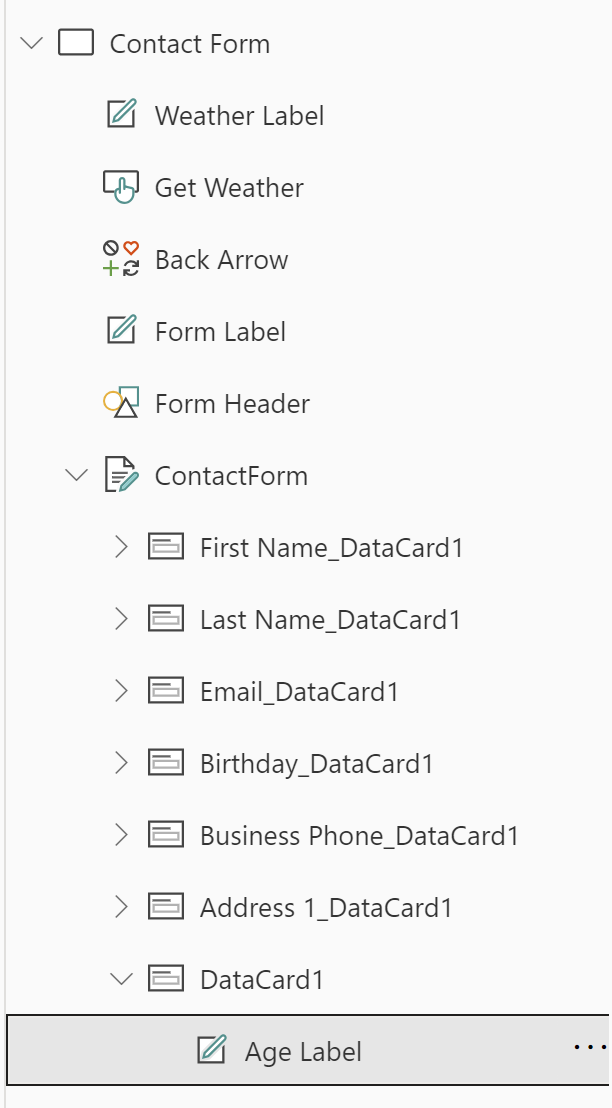 Contact Form
Weather Label
Get Weather
Back Arrow
Form Label
Form Header
ContactForm
First Name_DataCard1
Last Name_DataCard1
Email_DataCard1
Birthday_DataCard1
Business Phone_DataCard1
Address 1_DataCard1
DataCard1
Age Label